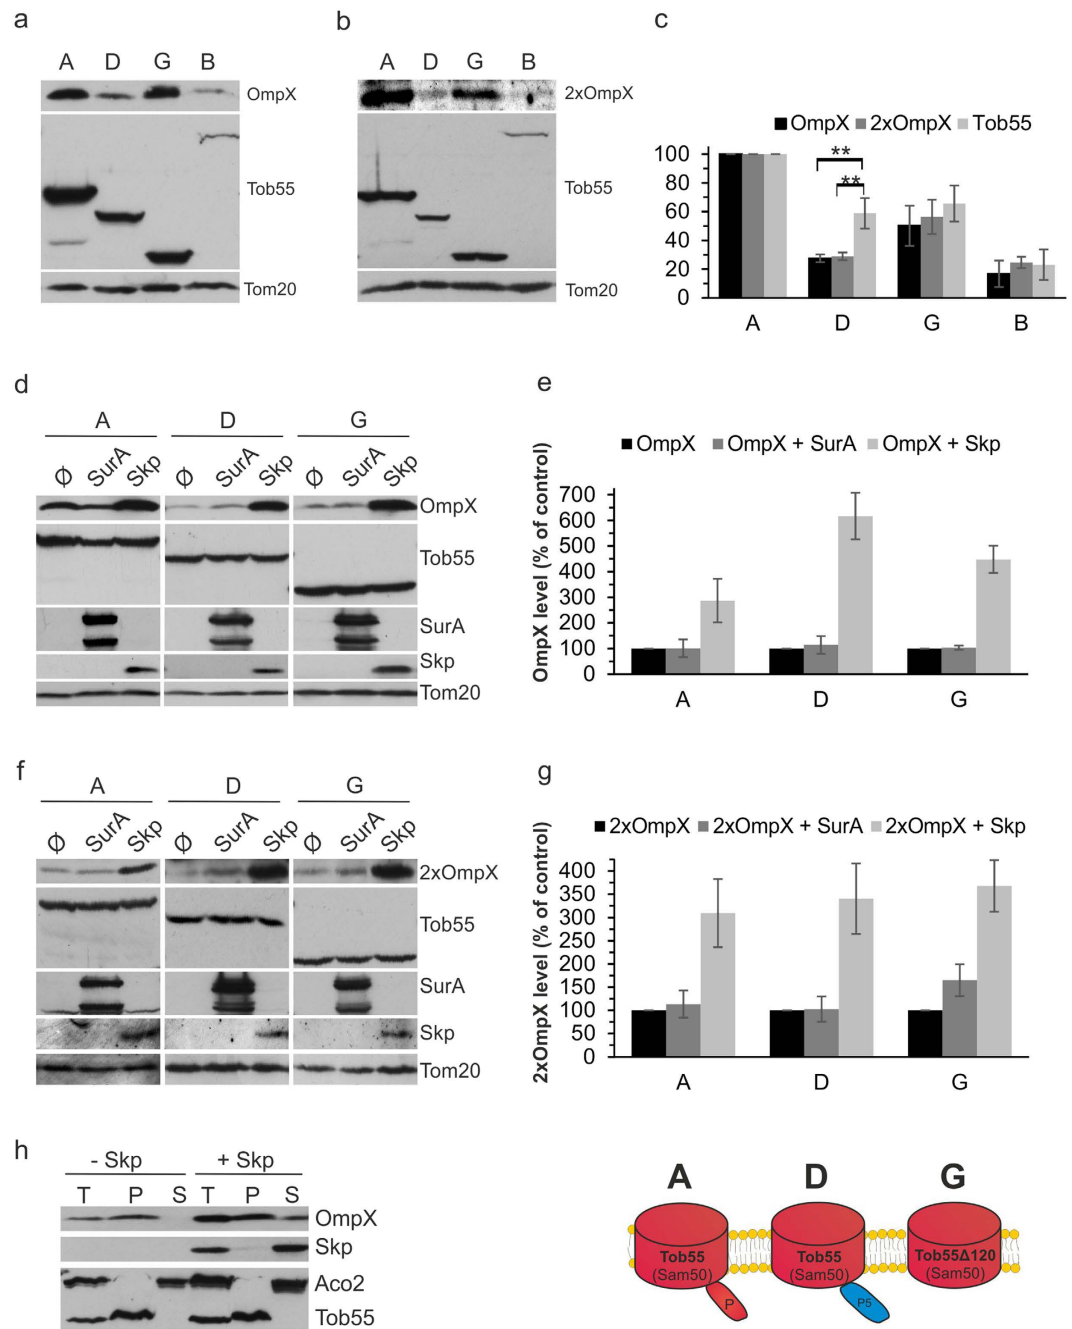 a
A D G B
OmpX
Tob55
Tom20
b
A D G B
2xOmpX
Tob55
Tom20
c
OmpX 2xOmpX Tob55
**
**
100
80
60
40
20
0
A D G B
d
A D G
Ø SurA Skp Ø SurA Skp Ø SurA Skp
OmpX
Tob55
SurA
Skp
Tom20
e
OmpX OmpX + SurA OmpX + Skp
OmpX level (% of control)
700
600
500
400
300
200
100
0
A D G
f
A D G
Ø SurA Skp Ø SurA Skp Ø SurA Skp
2xOmpX
Tob55
SurA
Skp
Tom20
g
2xOmpX 2xOmpX + SurA 2xOmpX + Skp
2xOmpX level (% of control)
400
350
300
250
200
150
100
50
0
A D G
h
- Skp + Skp
T P S T P S
OmpX
Skp
Aco2
Tob55
A D G
Tob55 Tob55 Tob55Δ120
(Sam50) (Sam50) (Sam50)
P P5